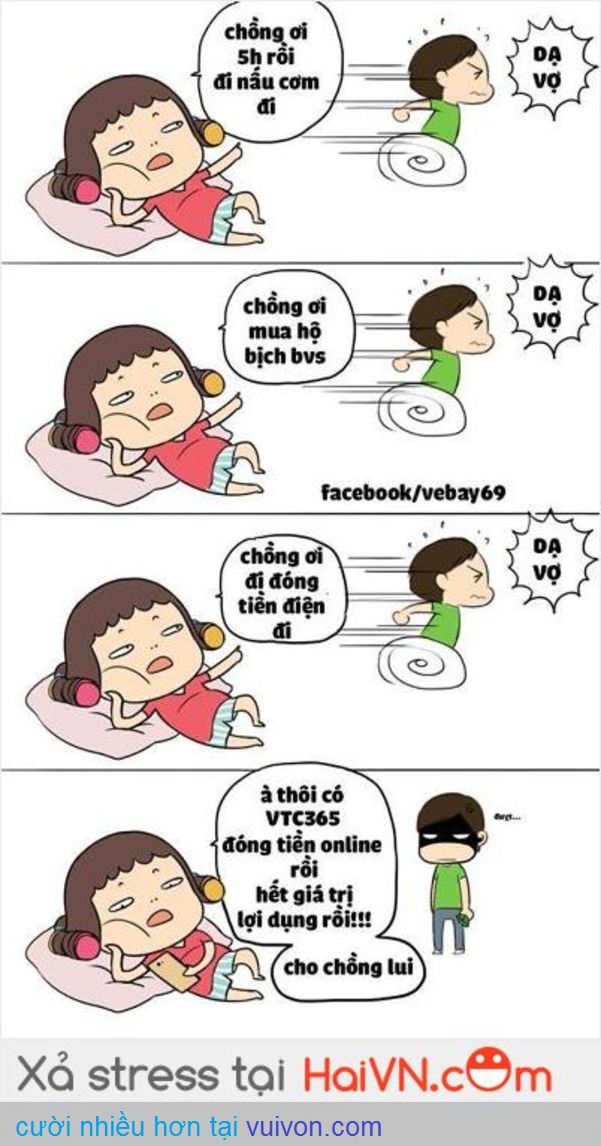 chồng ơi
5h rồi
đi nấu cơm
đi
DẠ
VỢ
chồng ơi
mua hộ
bịch bvs
DẠ
VỢ
facebook/vebay69
chồng ơi
đi đóng
tiền điện
đi
DẠ
VỢ
à thôi có
VTC365
đóng tiền online
rồi
hết giá trị
lợi dụng rồi!!!
được...
cho chồng lui
Xả stress tại HaiVN.com
cười nhiều hơn tại vuivon.com